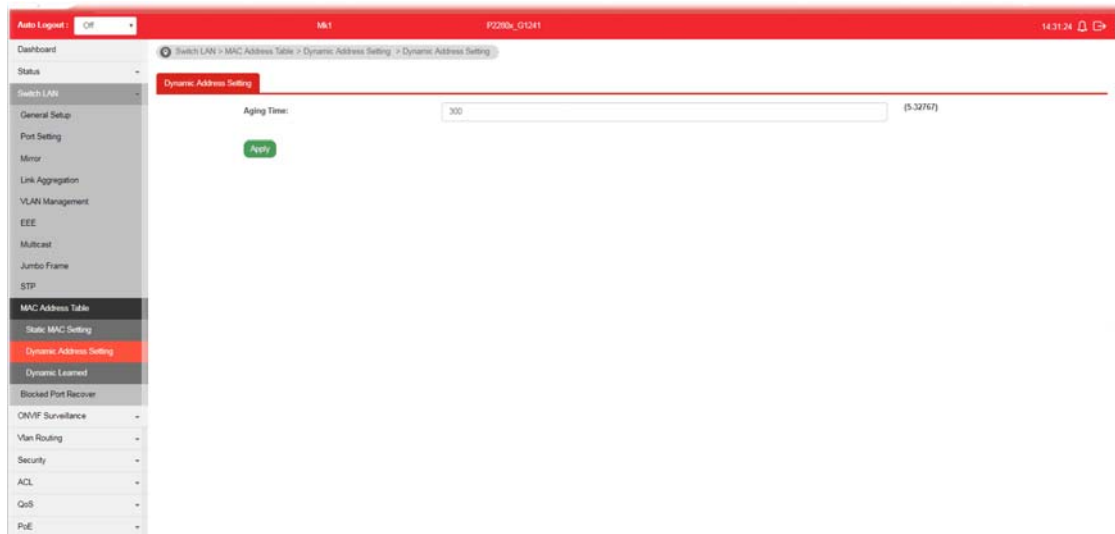 Auto Logout : Off Mk1 P2280x_G1241 14:31:24
Dashboard
Status
Switch LAN
General Setup
Port Setting
Mirror
Link Aggregation
VLAN Management
EEE
Multicast
Jumbo Frame
STP
MAC Address Table
Static MAC Setting
Dynamic Address Setting
Dynamic Learned
Blocked Port Recover
ONVIF Surveillance
Vlan Routing
Security
ACL
QoS
PoE
Switch LAN > MAC Address Table > Dynamic Address Setting > Dynamic Address Setting
Dynamic Address Setting
Aging Time: 300 (5-32767)
Apply